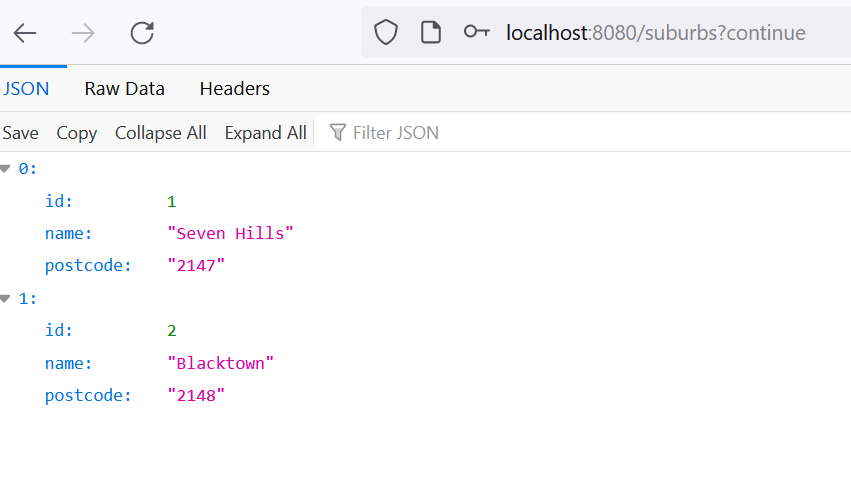 localhost:8080/suburbs?continue
JSON Raw Data Headers
Save Copy Collapse All Expand All Filter JSON
0:
id: 1
name: "Seven Hills"
postcode: "2147"
1:
id: 2
name: "Blacktown"
postcode: "2148"